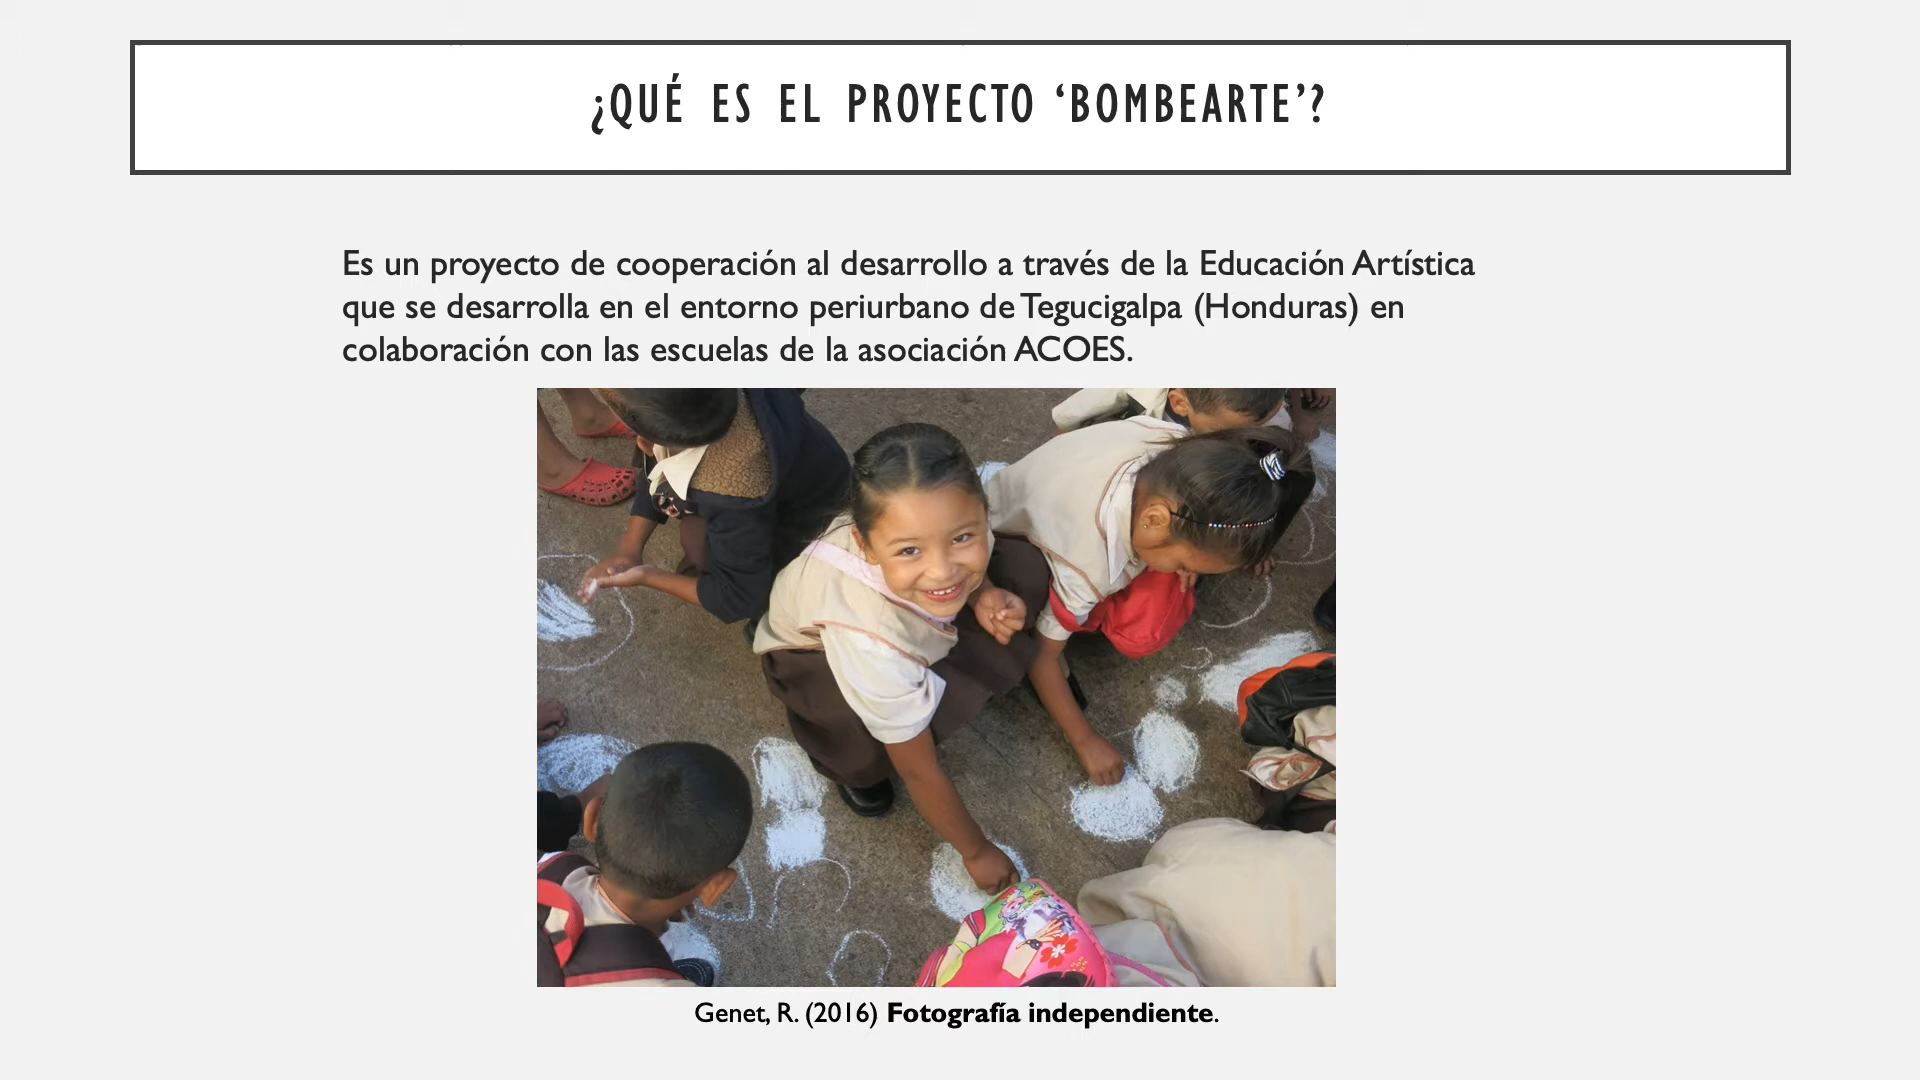 ¿QUÉ ES EL PROYECTO ‘BOMBEARTE’?
Es un proyecto de cooperación al desarrollo a través de la Educación Artística
que se desarrolla en el entorno periurbano de Tegucigalpa (Honduras) en
colaboración con las escuelas de la asociación ACOES.
Genet, R. (2016) Fotografía independiente.